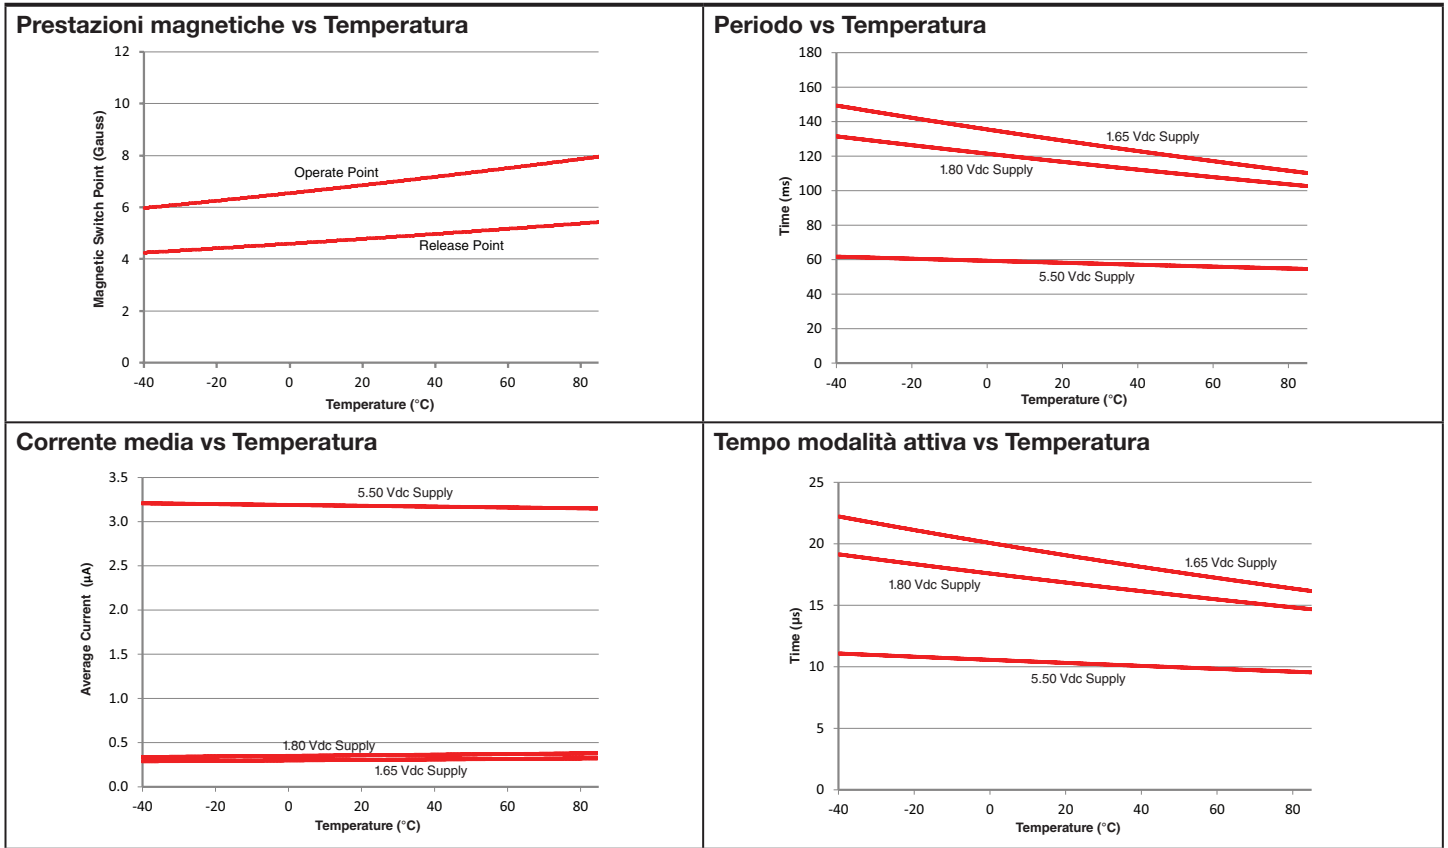 Prestazioni magnetiche vs Temperatura
12
10
8
6
4
2
0
Magnetic Switch Point (Gauss)
Operate Point
Release Point
-40 -20 0 20 40 60 80
Temperature (°C)
Periodo vs Temperatura
180
160
140
120
100
80
60
40
20
0
Time (ms)
1.65 Vdc Supply
1.80 Vdc Supply
5.50 Vdc Supply
-40 -20 0 20 40 60 80
Temperature (°C)
Corrente media vs Temperatura
3.5
3.0
2.5
2.0
1.5
1.0
0.5
0.0
Average Current (µA)
5.50 Vdc Supply
1.80 Vdc Supply
1.65 Vdc Supply
-40 -20 0 20 40 60 80
Temperature (°C)
Tempo modalità attiva vs Temperatura
25
20
15
10
5
0
Time (µs)
1.65 Vdc Supply
1.80 Vdc Supply
5.50 Vdc Supply
-40 -20 0 20 40 60 80
Temperature (°C)